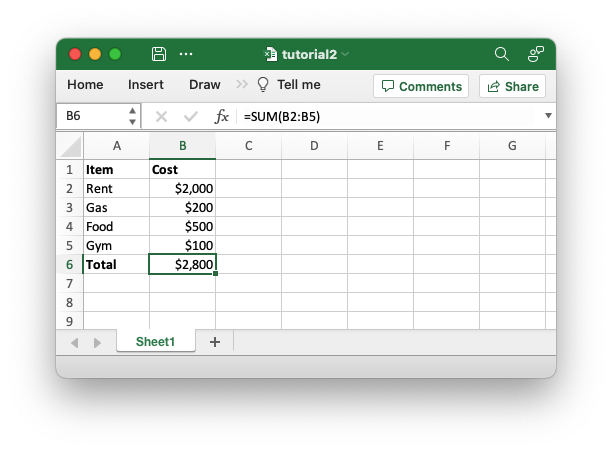 tutorial2
Home Insert Draw Tell me Comments Share
B6 fx =SUM(B2:B5)
A B C D E F G
1 Item Cost
2 Rent $2,000
3 Gas $200
4 Food $500
5 Gym $100
6 Total $2,800
7
8
9
Sheet1 +